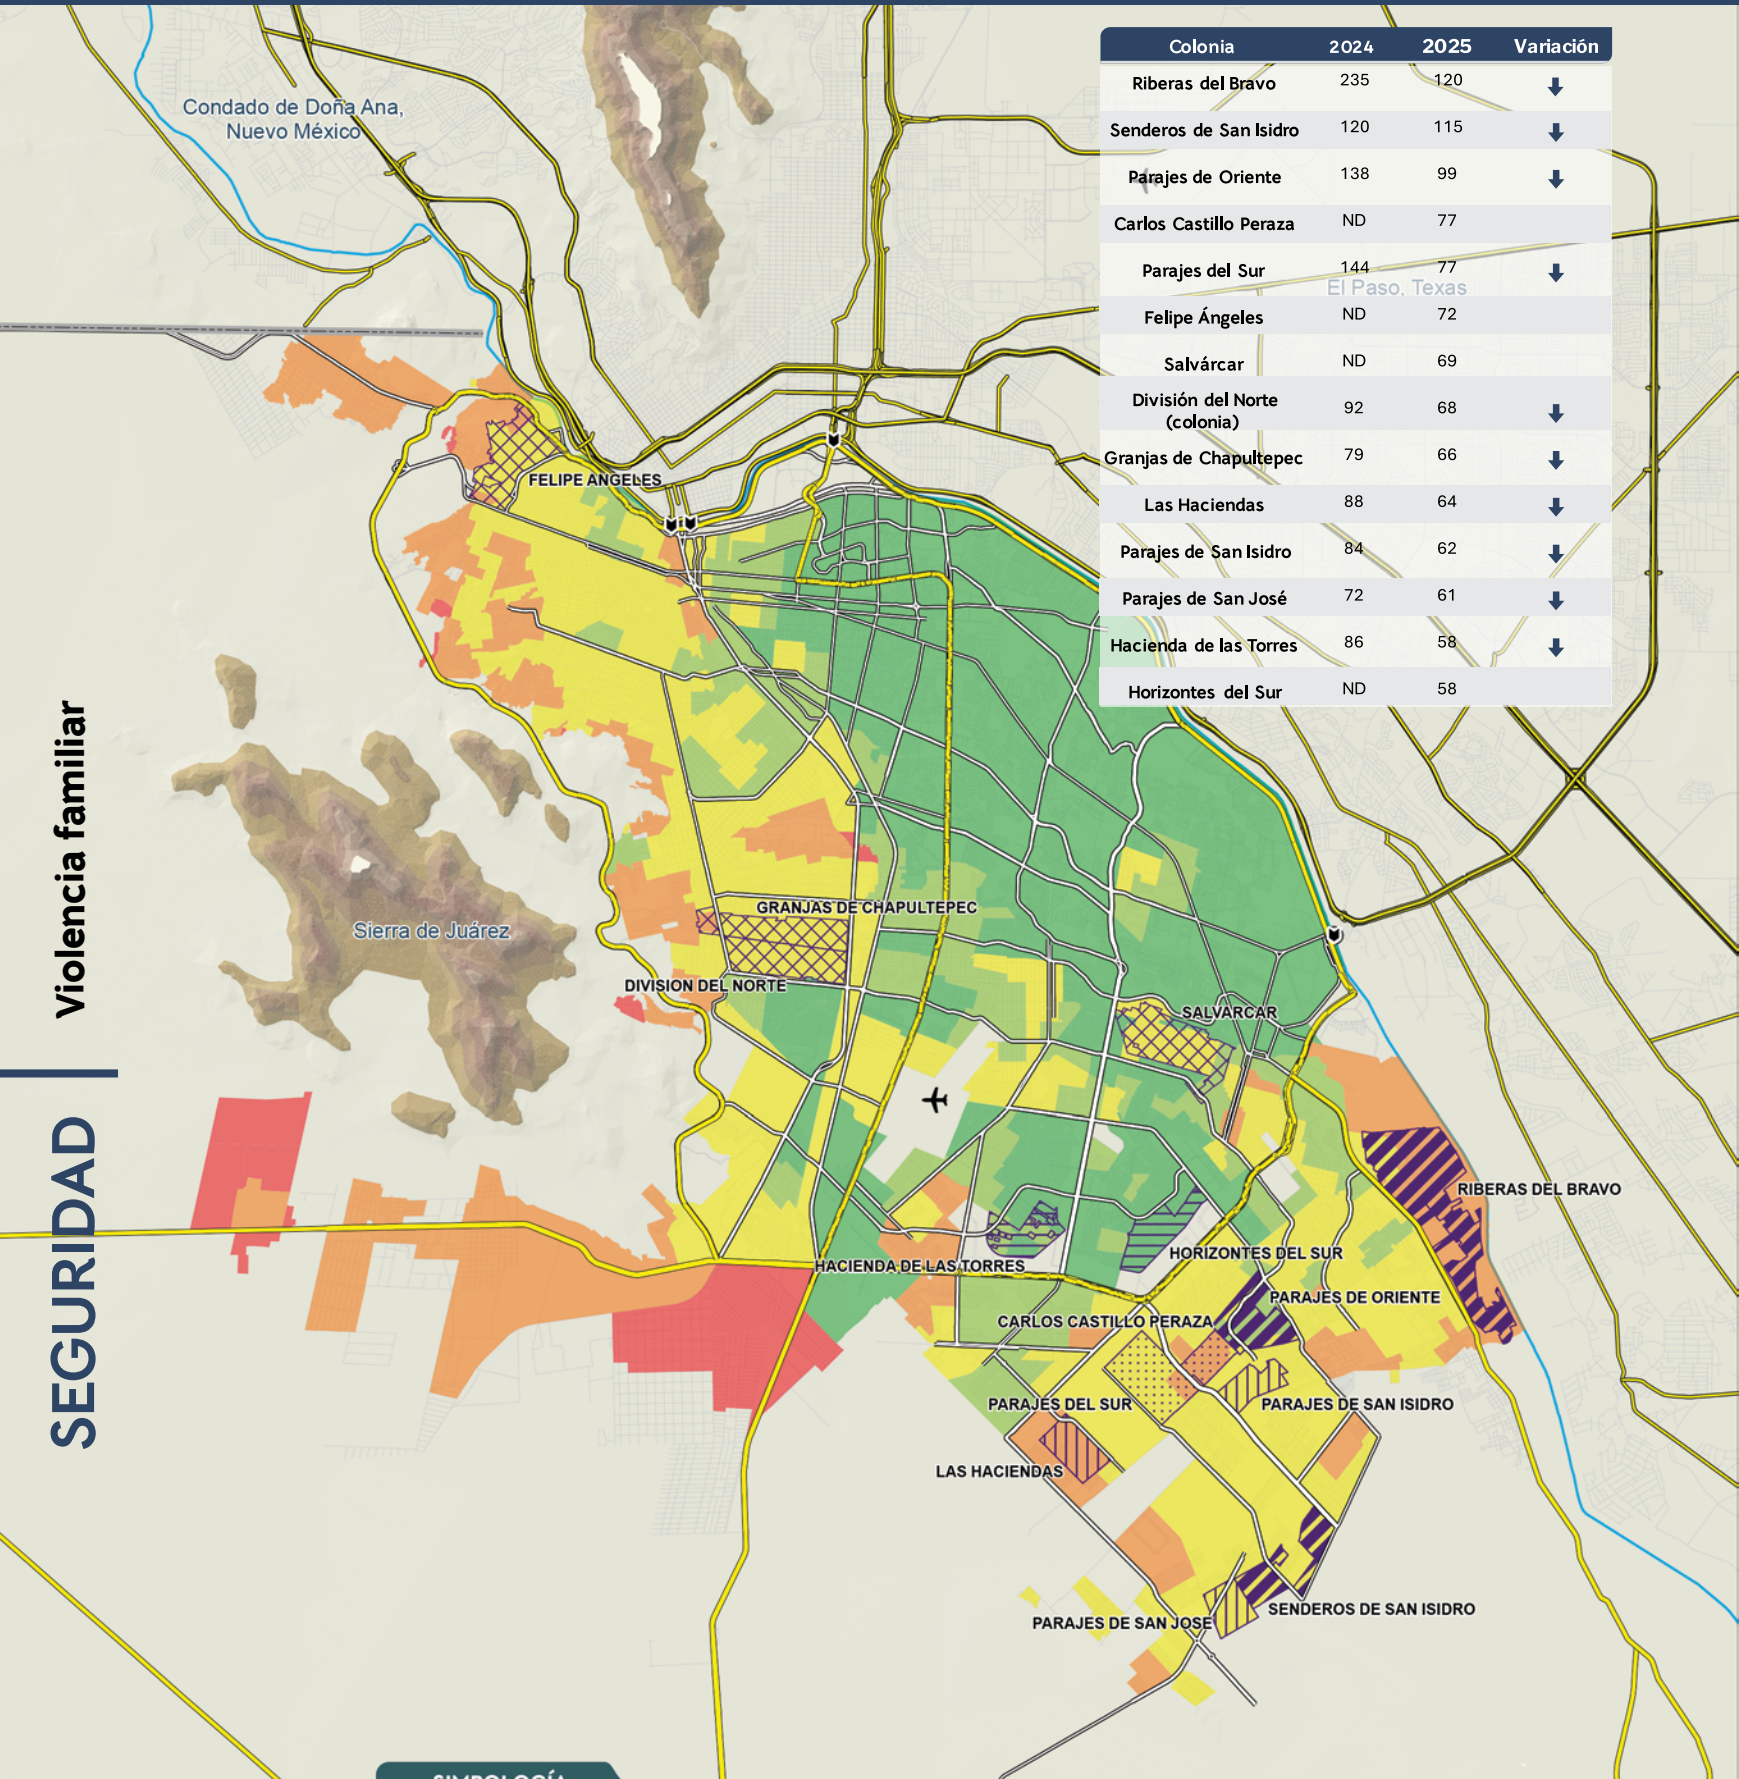 Colonia 2024 2025 Variación
Riberas del Bravo 235 120
Senderos de San Isidro 120 115
Parajes de Oriente 138 99
Carlos Castillo Peraza ND 77
Parajes del Sur 144 77
Felipe Ángeles ND 72
Salvárcar ND 69
División del Norte
(colonia) 92 68
Granjas de Chapultepec 79 66
Las Haciendas 88 64
Parajes de San Isidro 84 62
Parajes de San José 72 61
Hacienda de las Torres 86 58
Horizontes del Sur ND 58
Condado de Doña Ana,
Nuevo México
El Paso, Texas
FELIPE ANGELES
Violencia familiar
SEGURIDAD
Sierra de Juárez
GRANJAS DE CHAPULTEPEC
DIVISION DEL NORTE
SALVARCAR
RIBERAS DEL BRAVO
HORIZONTES DEL SUR
HACIENDA DE LAS TORRES
PARAJES DE ORIENTE
CARLOS CASTILLO PERAZA
PARAJES DEL SUR
PARAJES DE SAN ISIDRO
LAS HACIENDAS
SENDEROS DE SAN ISIDRO
PARAJES DE SAN JOSE
SIMBOLOGÍA